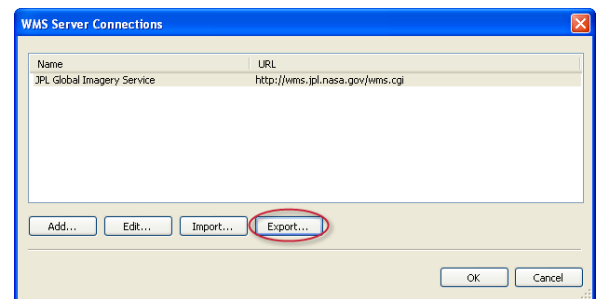 WMS Server Connections
Name URL
JPL Global Imagery Service http://wms.jpl.nasa.gov/wms.cgi
Add... Edit... Import... Export...
OK Cancel